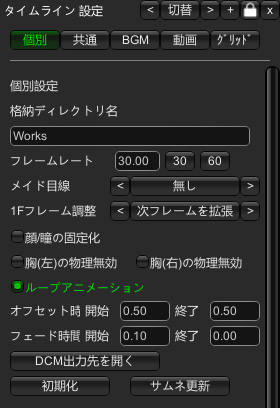 タイムライン 設定 < 切替 > + x
個別 共通 BGM 動画 ｸﾞﾘｯﾄﾞ
個別設定
格納ディレクトリ名
Works
フレームレート 30.00 30 60
メイド目線 < 無し >
1Fフレーム調整 < 次フレームを拡張 >
顔/瞳の固定化
胸(左)の物理無効 胸(右)の物理無効
ループアニメーション
オフセット時 開始 0.50 終了 0.50
フェード時間 開始 0.10 終了 0.00
DCM出力先を開く
初期化 サムネ更新